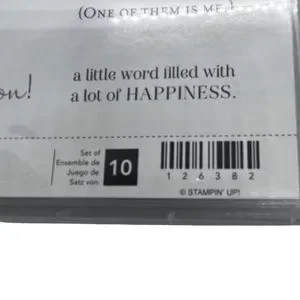 (ONE OF THEM IS ME.)
on!
a little word filled with
a lot of HAPPINESS.
Set of
Ensemble de
Juego de
Satz von
10
1 2 6 3 8 2
© STAMPIN' UP!